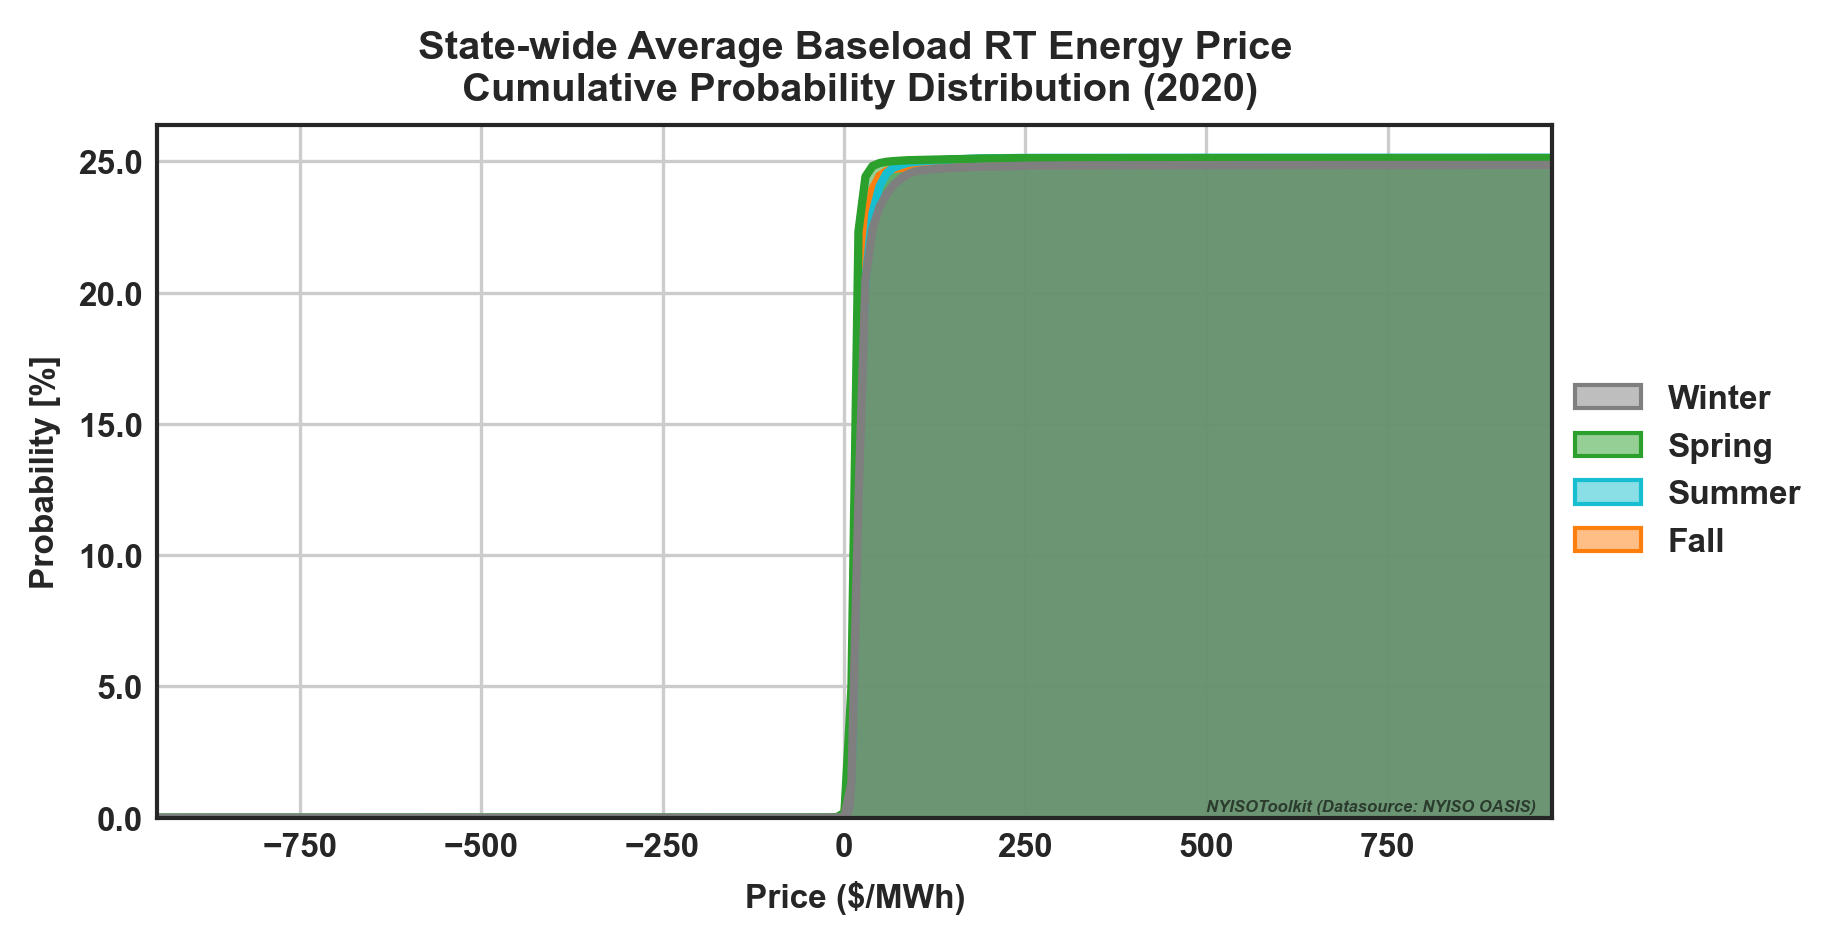 State-wide Average Baseload RT Energy Price
Cumulative Probability Distribution (2020)
Probability [%]
25.0
20.0
15.0
10.0
5.0
0.0
−750
−500
−250
0
250
500
750
Price ($/MWh)
NYISOToolkit (Datasource: NYISO OASIS)
Winter
Spring
Summer
Fall